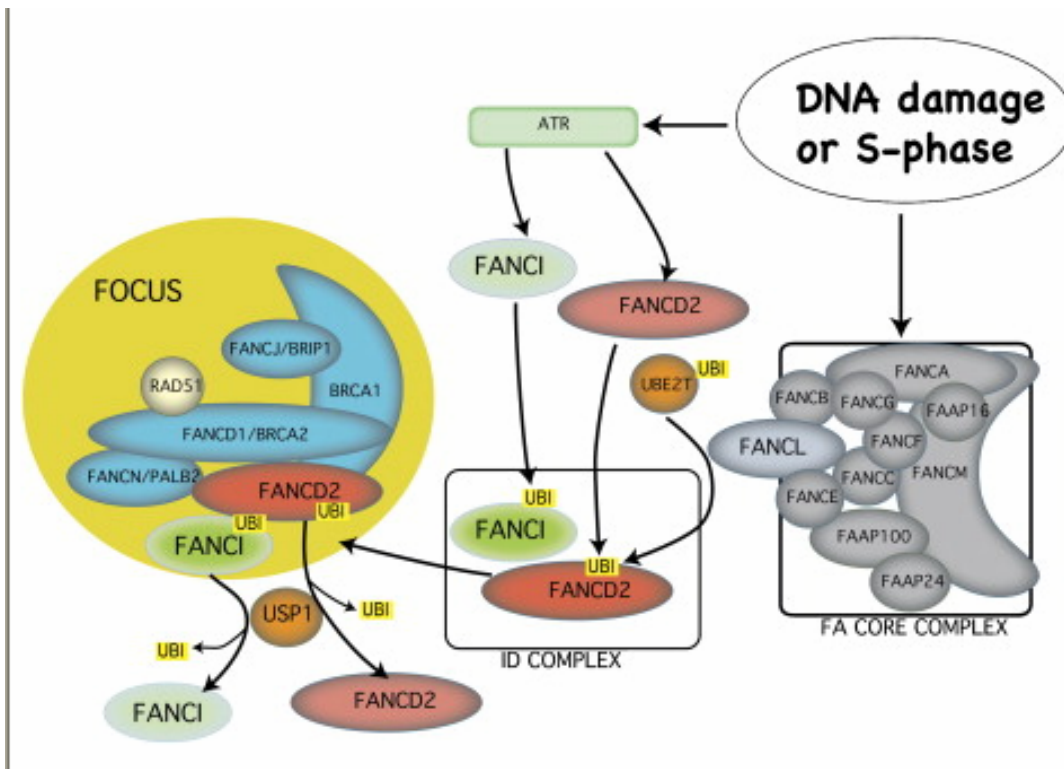 DNA damage
or S-phase
ATR
FANCI
FANCD2
UBE2T
UBI
FOCUS
FANCJ/BRIP1
RAD51
BRCA1
FANCD1/BRCA2
FANCN/PALB2
FANCD2
UBI
UBI
FANCI
USP1
UBI
UBI
FANCI
FANCD2
UBI
FANCI
UBI
FANCD2
ID COMPLEX
FANCA
FANCB
FANCG
FAAP16
FANCL
FANCF
FANCM
FANCC
FANCE
FAAP100
FAAP24
FA CORE COMPLEX